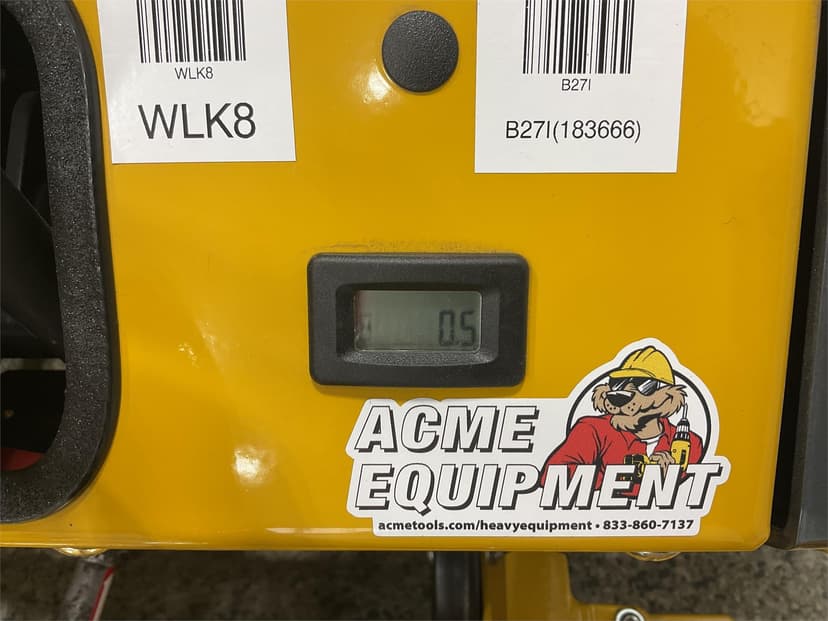 WLK8
WLK8
B27I
B27I(183666)
0.5
ACME
EQUIPMENT
acmetools.com/heavyequipment • 833-860-7137